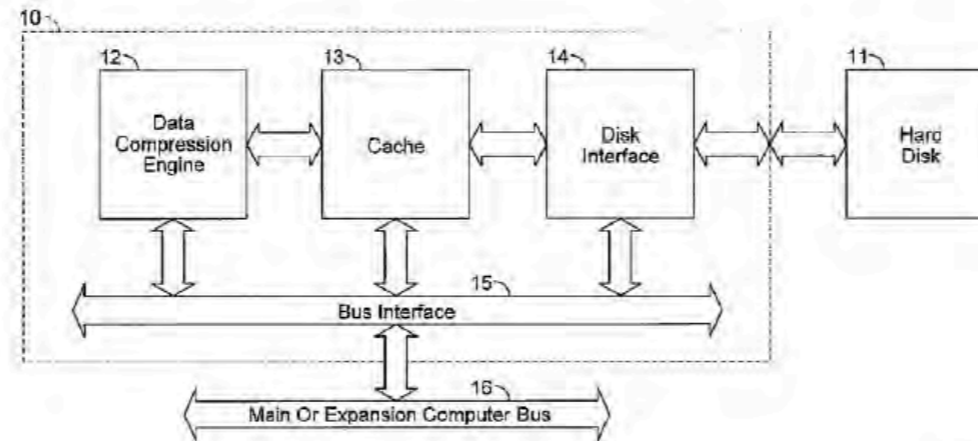 10
12
13
14
11
Data
Compression
Engine
Cache
Disk
Interface
Hard
Disk
15
Bus Interface
16
Main Or Expansion Computer Bus